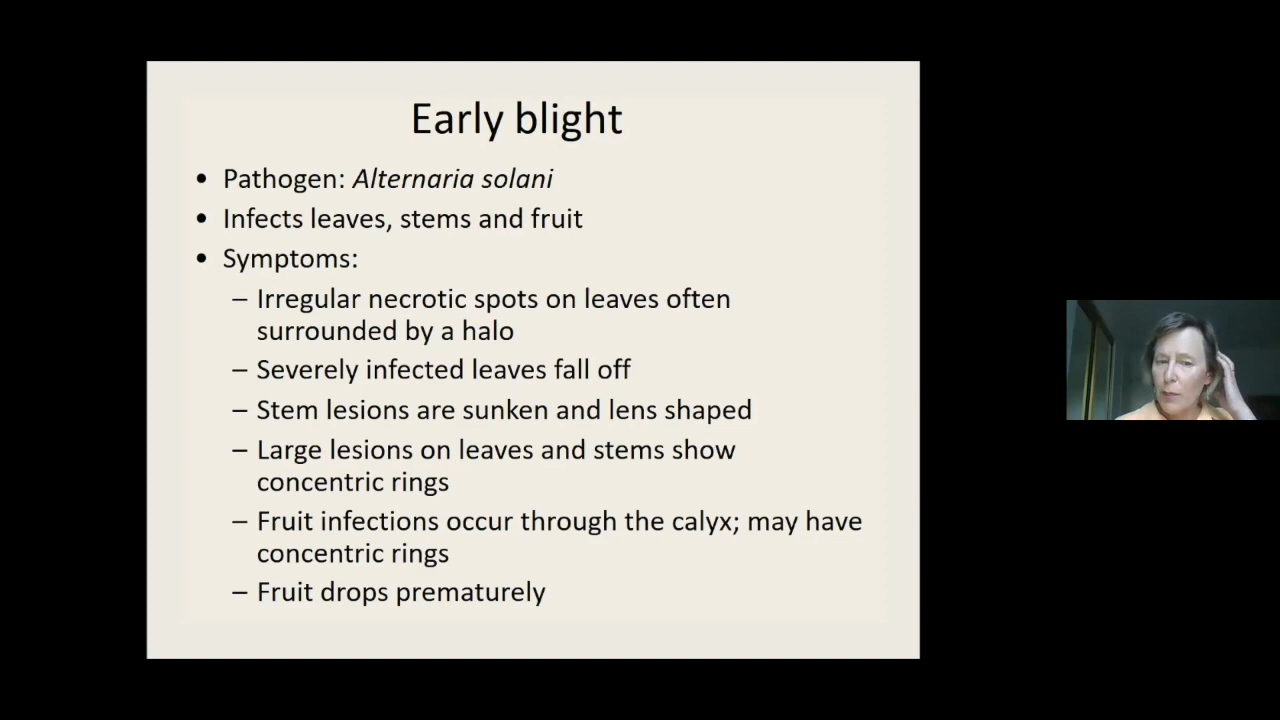 Early blight
• Pathogen: Alternaria solani
• Infects leaves, stems and fruit
• Symptoms:
– Irregular necrotic spots on leaves often
surrounded by a halo
– Severely infected leaves fall off
– Stem lesions are sunken and lens shaped
– Large lesions on leaves and stems show
concentric rings
– Fruit infections occur through the calyx; may have
concentric rings
– Fruit drops prematurely